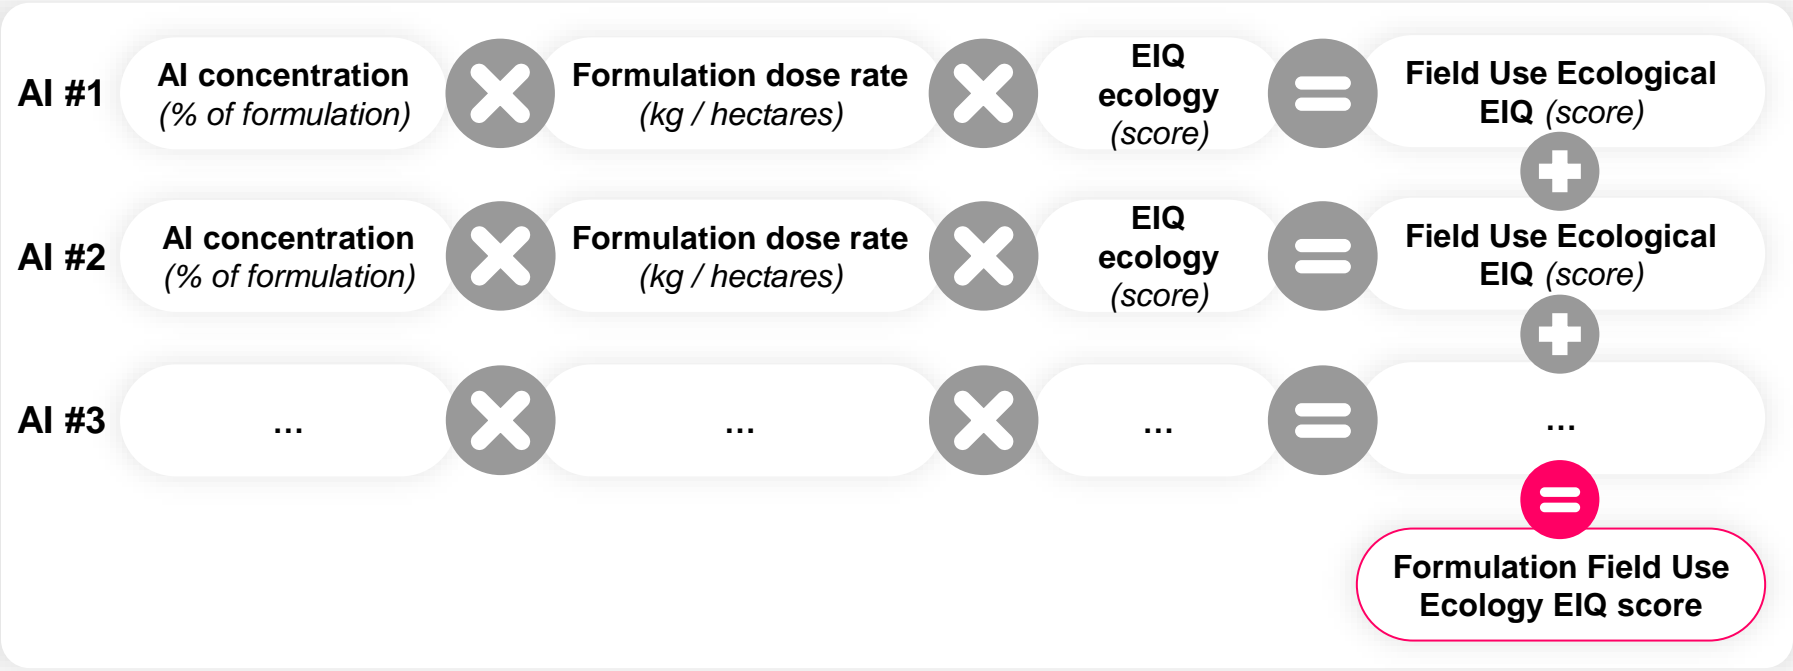 AI #1
AI concentration
(% of formulation)
Formulation dose rate
(kg / hectares)
EIQ
ecology
(score)
Field Use Ecological
EIQ (score)
AI #2
AI concentration
(% of formulation)
Formulation dose rate
(kg / hectares)
EIQ
ecology
(score)
Field Use Ecological
EIQ (score)
AI #3
...
...
...
...
Formulation Field Use
Ecology EIQ score